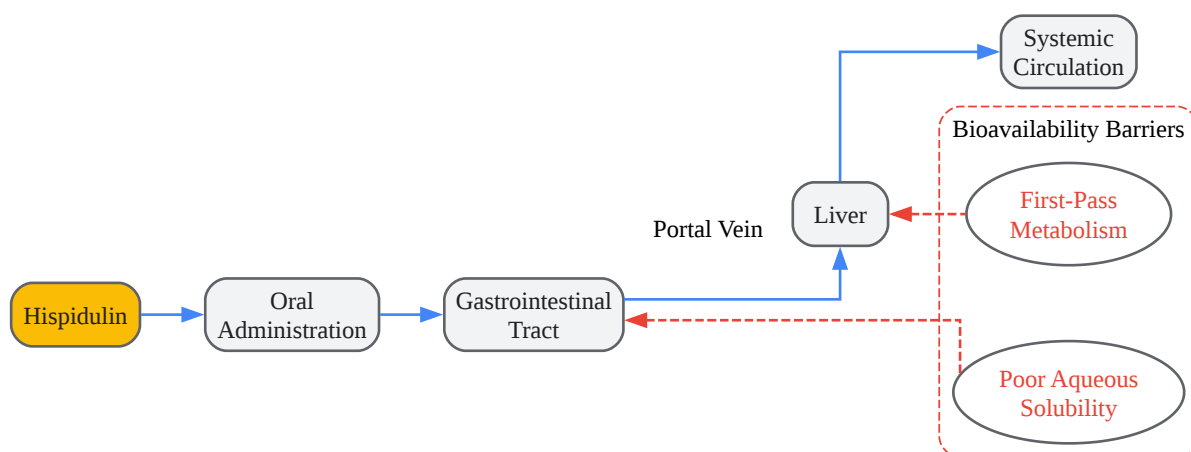 Systemic
Circulation
Bioavailability Barriers
First-Pass
Metabolism
Liver
Portal Vein
Hispidulin
Oral
Administration
Gastrointestinal
Tract
Poor Aqueous
Solubility